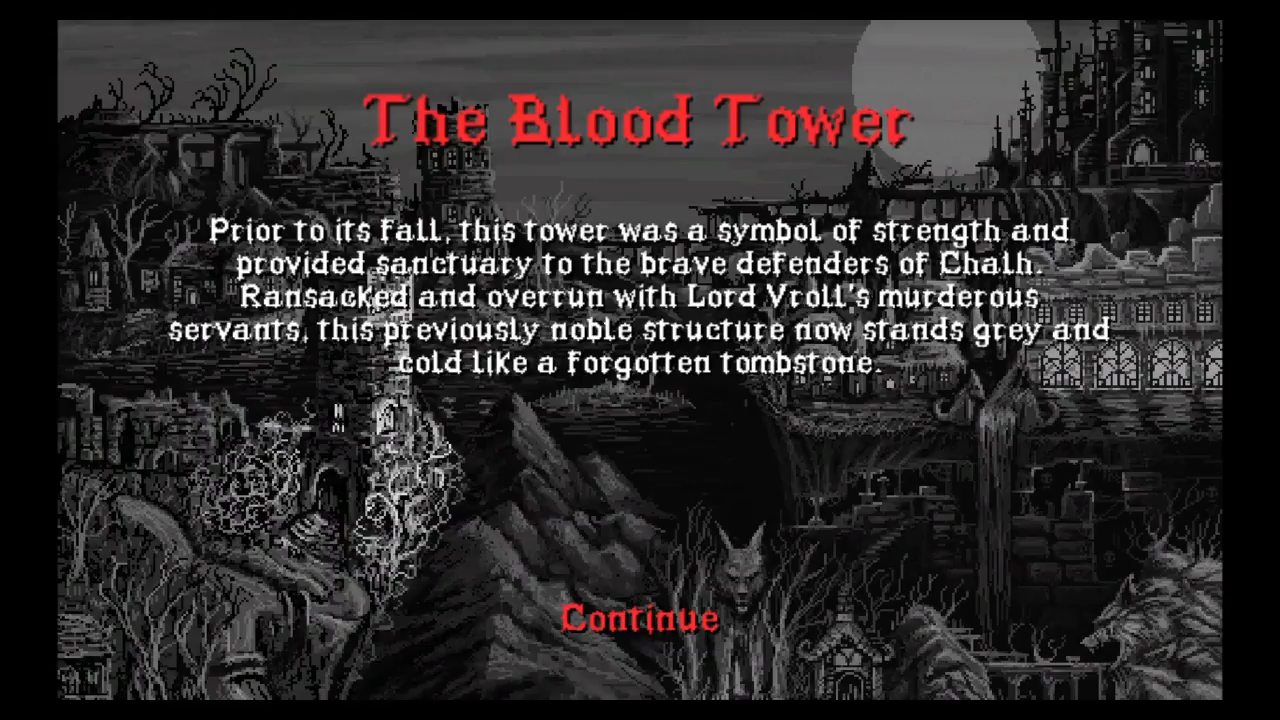 The Blood Tower
Prior to its fall, this tower was a symbol of strength and
provided sanctuary to the brave defenders of Chalh.
Ransacked and overrun with Lord Vroll's murderous
servants, this previously noble structure now stands grey and
cold like a forgotten tombstone.
Continue